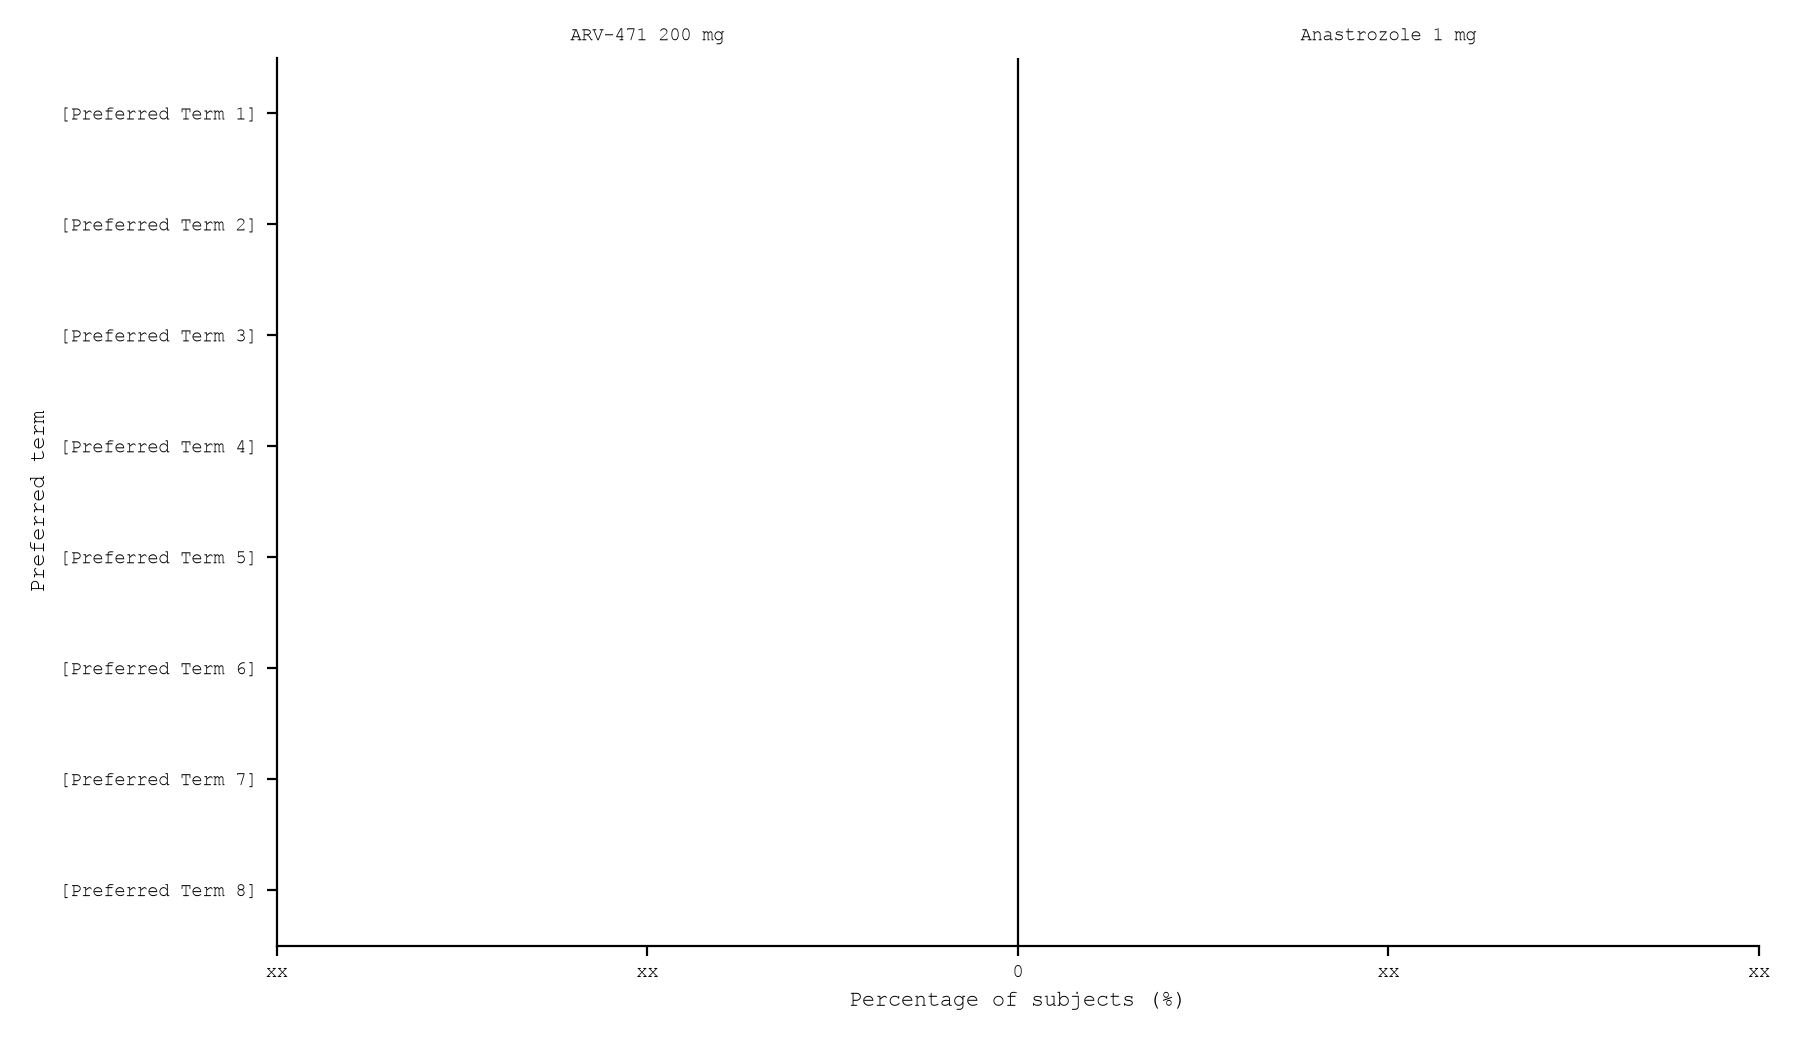 ARV-471 200 mg
Anastrozole 1 mg
[Preferred Term 1]
[Preferred Term 2]
[Preferred Term 3]
[Preferred Term 4]
[Preferred Term 5]
[Preferred Term 6]
[Preferred Term 7]
[Preferred Term 8]
Preferred term
xx
xx
0
xx
xx
Percentage of subjects (%)